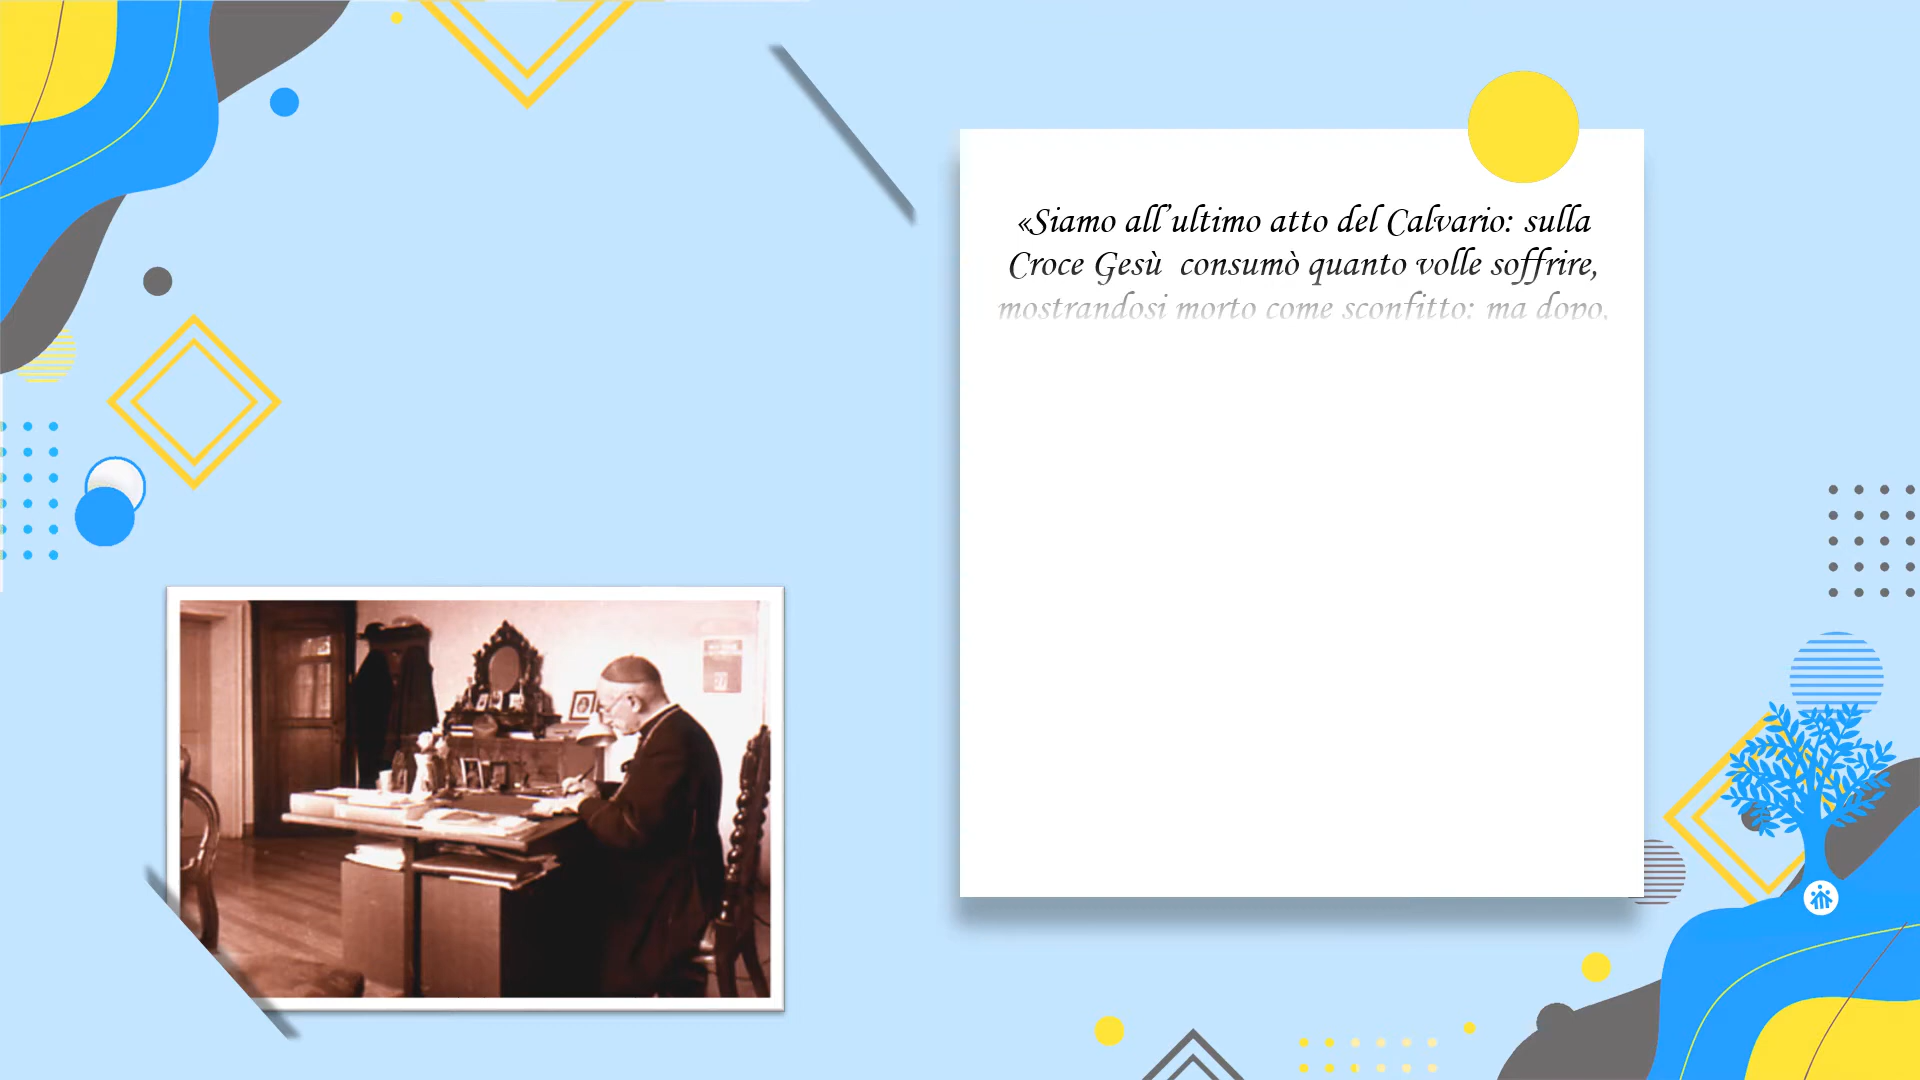 «Siamo all’ultimo atto del Calvario: sulla
Croce Gesù consumò quanto volle soffrire,
mostrandosi morto come sconfitto: ma dopo,